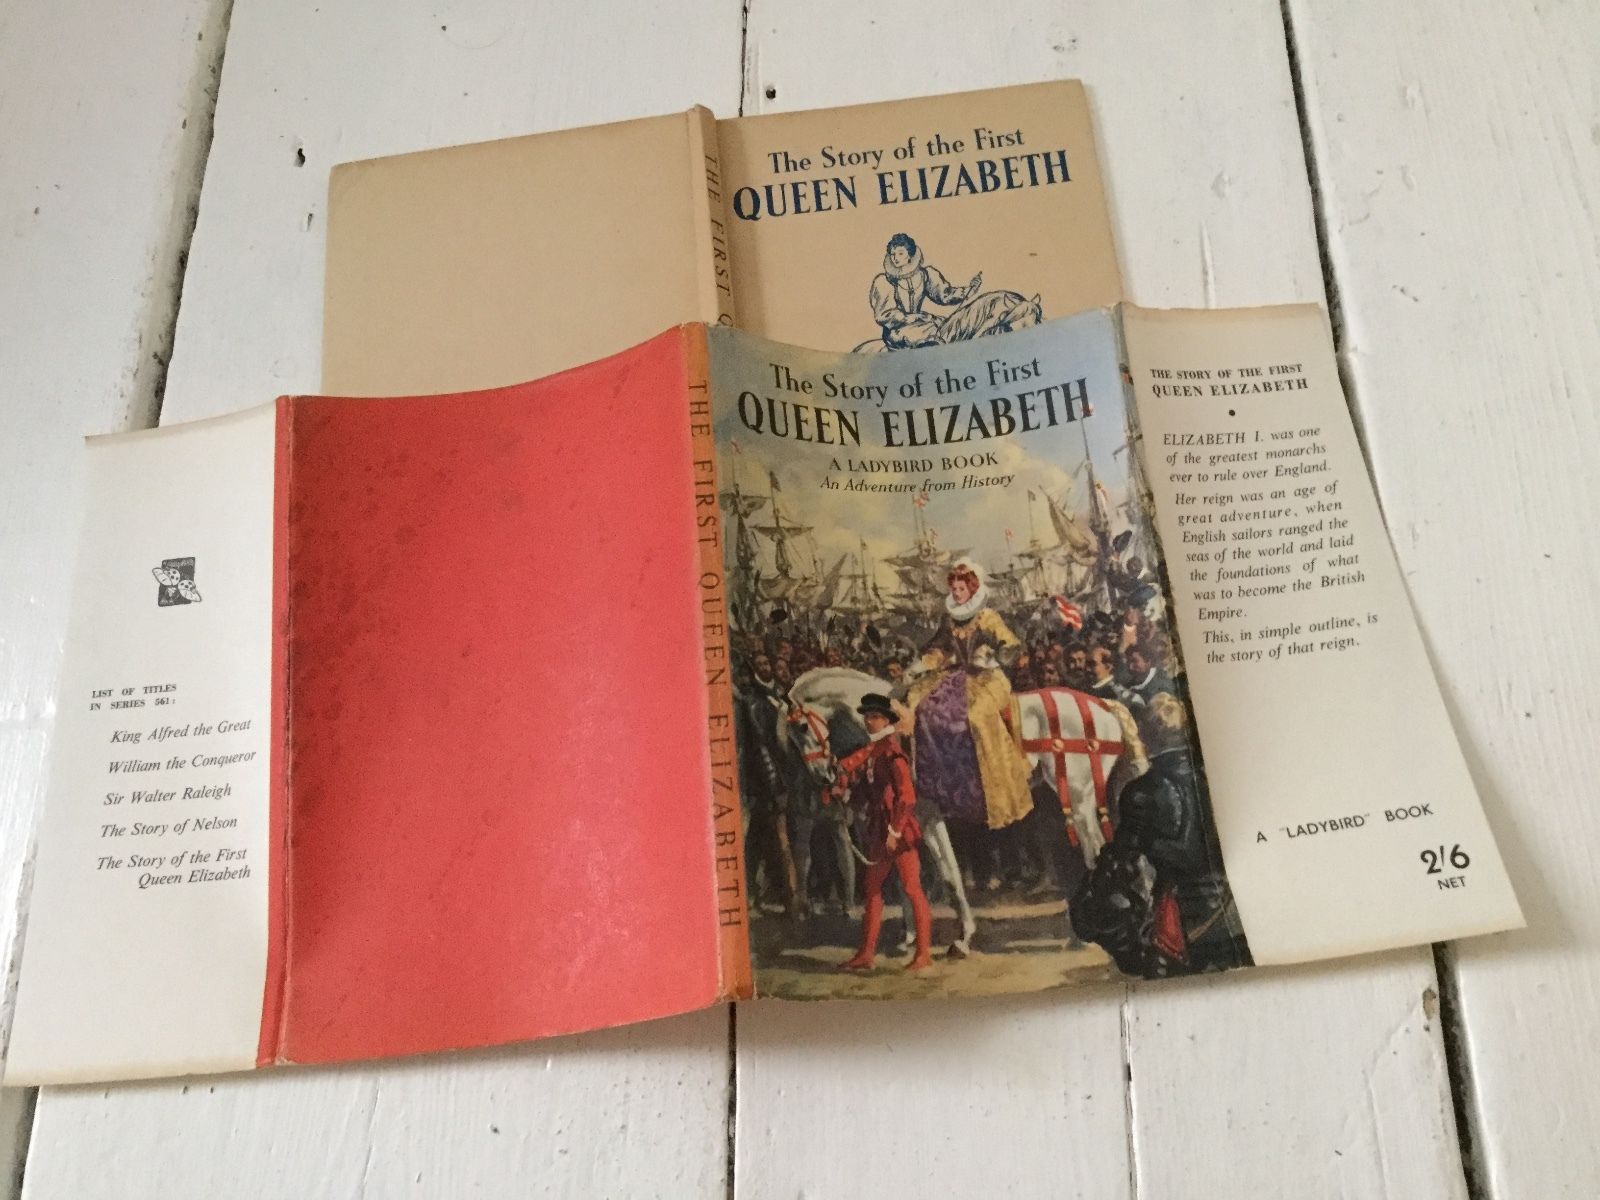 The Story of the First
QUEEN ELIZABETH
THE FIRST Q
LIST OF TITLES
IN SERIES 561:
King Alfred the Great
William the Conqueror
Sir Walter Raleigh
The Story of Nelson
The Story of the First
Queen Elizabeth
THE FIRST QUEEN ELIZABETH
The Story of the First
QUEEN ELIZABETH
A LADYBIRD BOOK
An Adventure from History
THE STORY OF THE FIRST
QUEEN ELIZABETH
ELIZABETH I. was one
of the greatest monarchs
ever to rule over England.
Her reign was an age of
great adventure, when
English sailors ranged the
seas of the world and laid
the foundations of what
was to become the British
Empire.
This, in simple outline, is
the story of that reign.
A "LADYBIRD" BOOK
2/6
NET